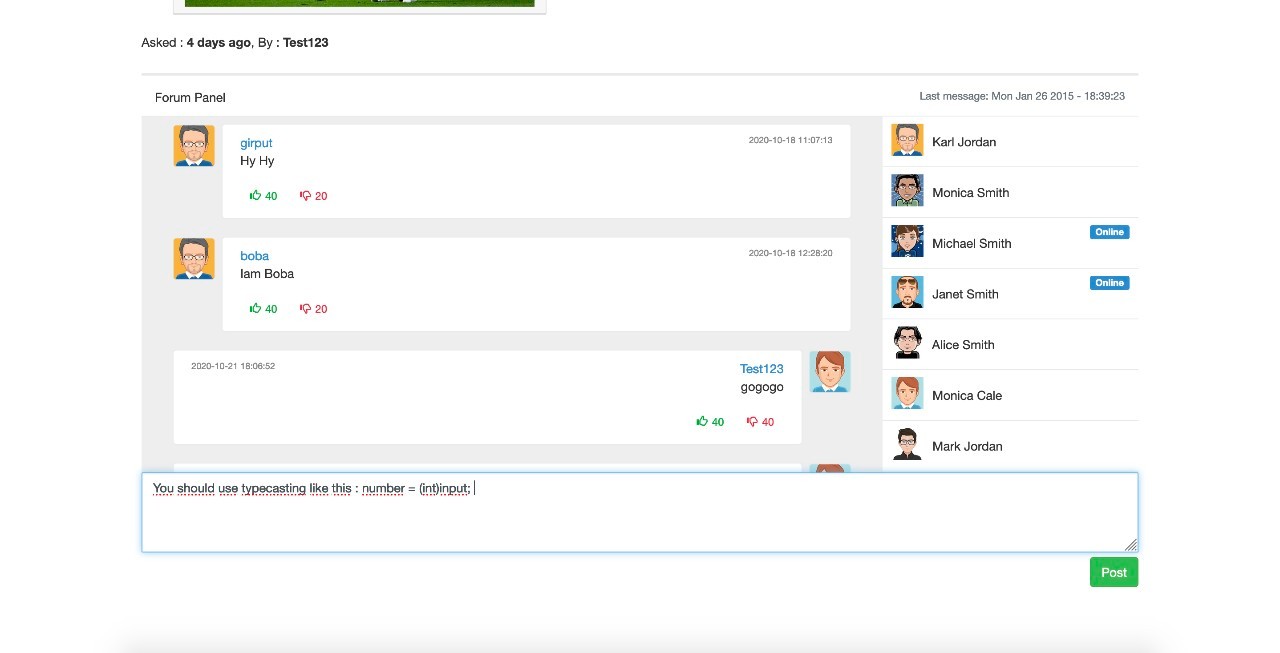 Asked : 4 days ago, By : Test123
Forum Panel
Last message: Mon Jan 26 2015 - 18:39:23
girput
2020-10-18 11:07:13
Hy Hy
40 20
boba
2020-10-18 12:28:20
Iam Boba
40 20
2020-10-21 18:06:52
Test123
gogogo
40 40
Karl Jordan
Monica Smith
Michael Smith
Online
Janet Smith
Online
Alice Smith
Monica Cale
Mark Jordan
You should use typecasting like this : number = (int)input;
Post